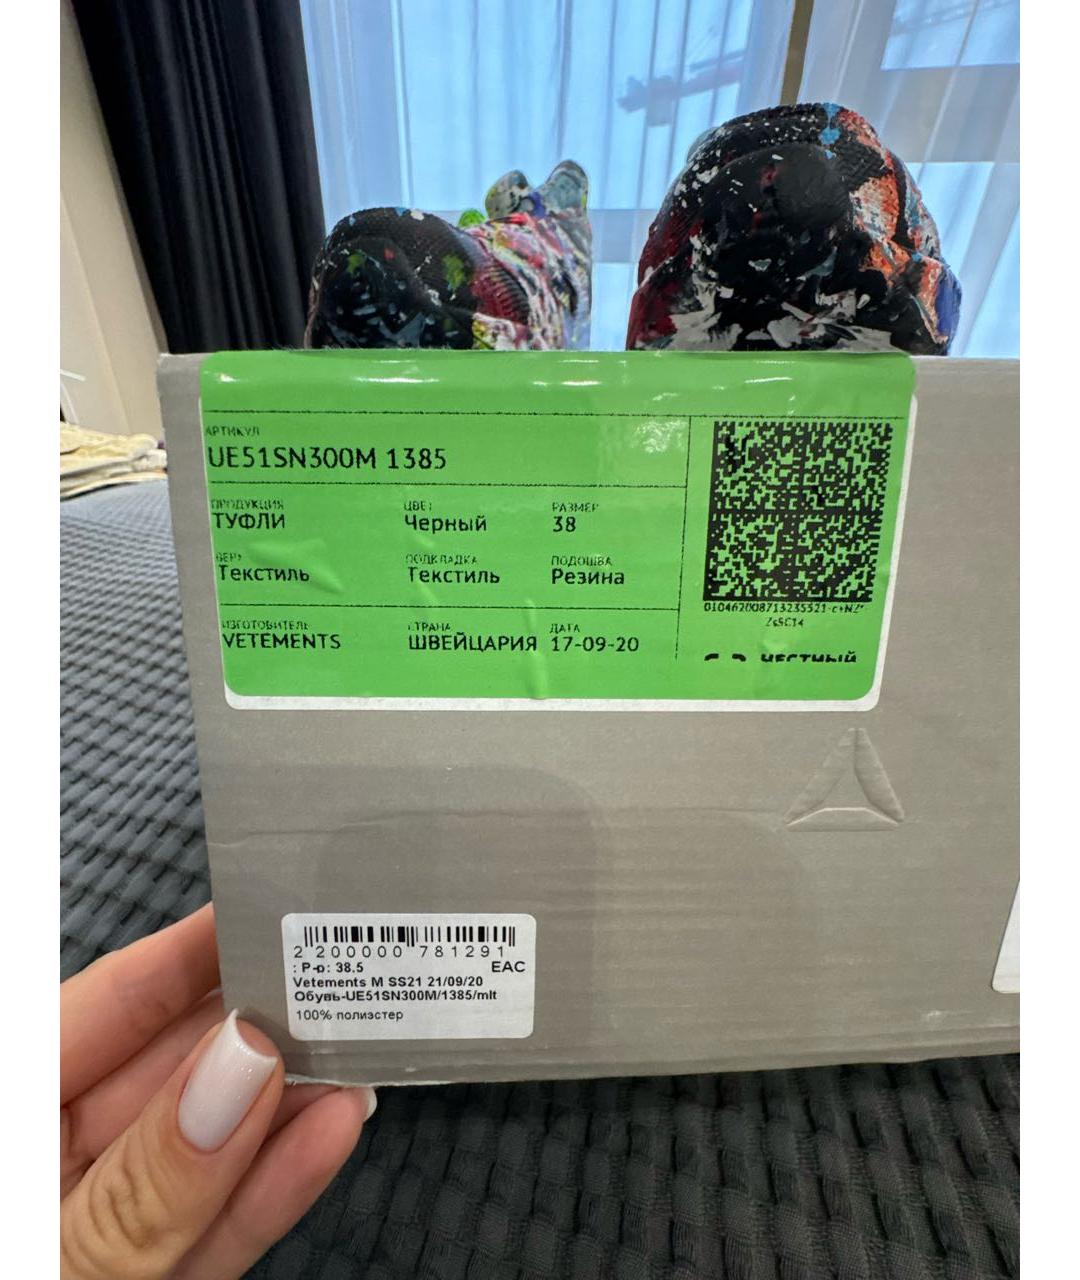 АРТИКУЛ
UE51SN300M 1385
ПРОДУКЦИЯ ЦВЕТ РАЗМЕР
ТУФЛИ Черный 38
ВЕРХ ПОДКЛАДКА ПОДОШВА
Текстиль Текстиль Резина
ИЗГОТОВИТЕЛЬ СТРАНА ДАТА
VETEMENTS ШВЕЙЦАРИЯ 17-09-20
ЧЕСТНЫЙ
2 200000 781291
: Р-р: 38.5 EAC
Vetements M SS21 21/09/20
Обувь-UE51SN300M/1385/mlt
100% полиэстер